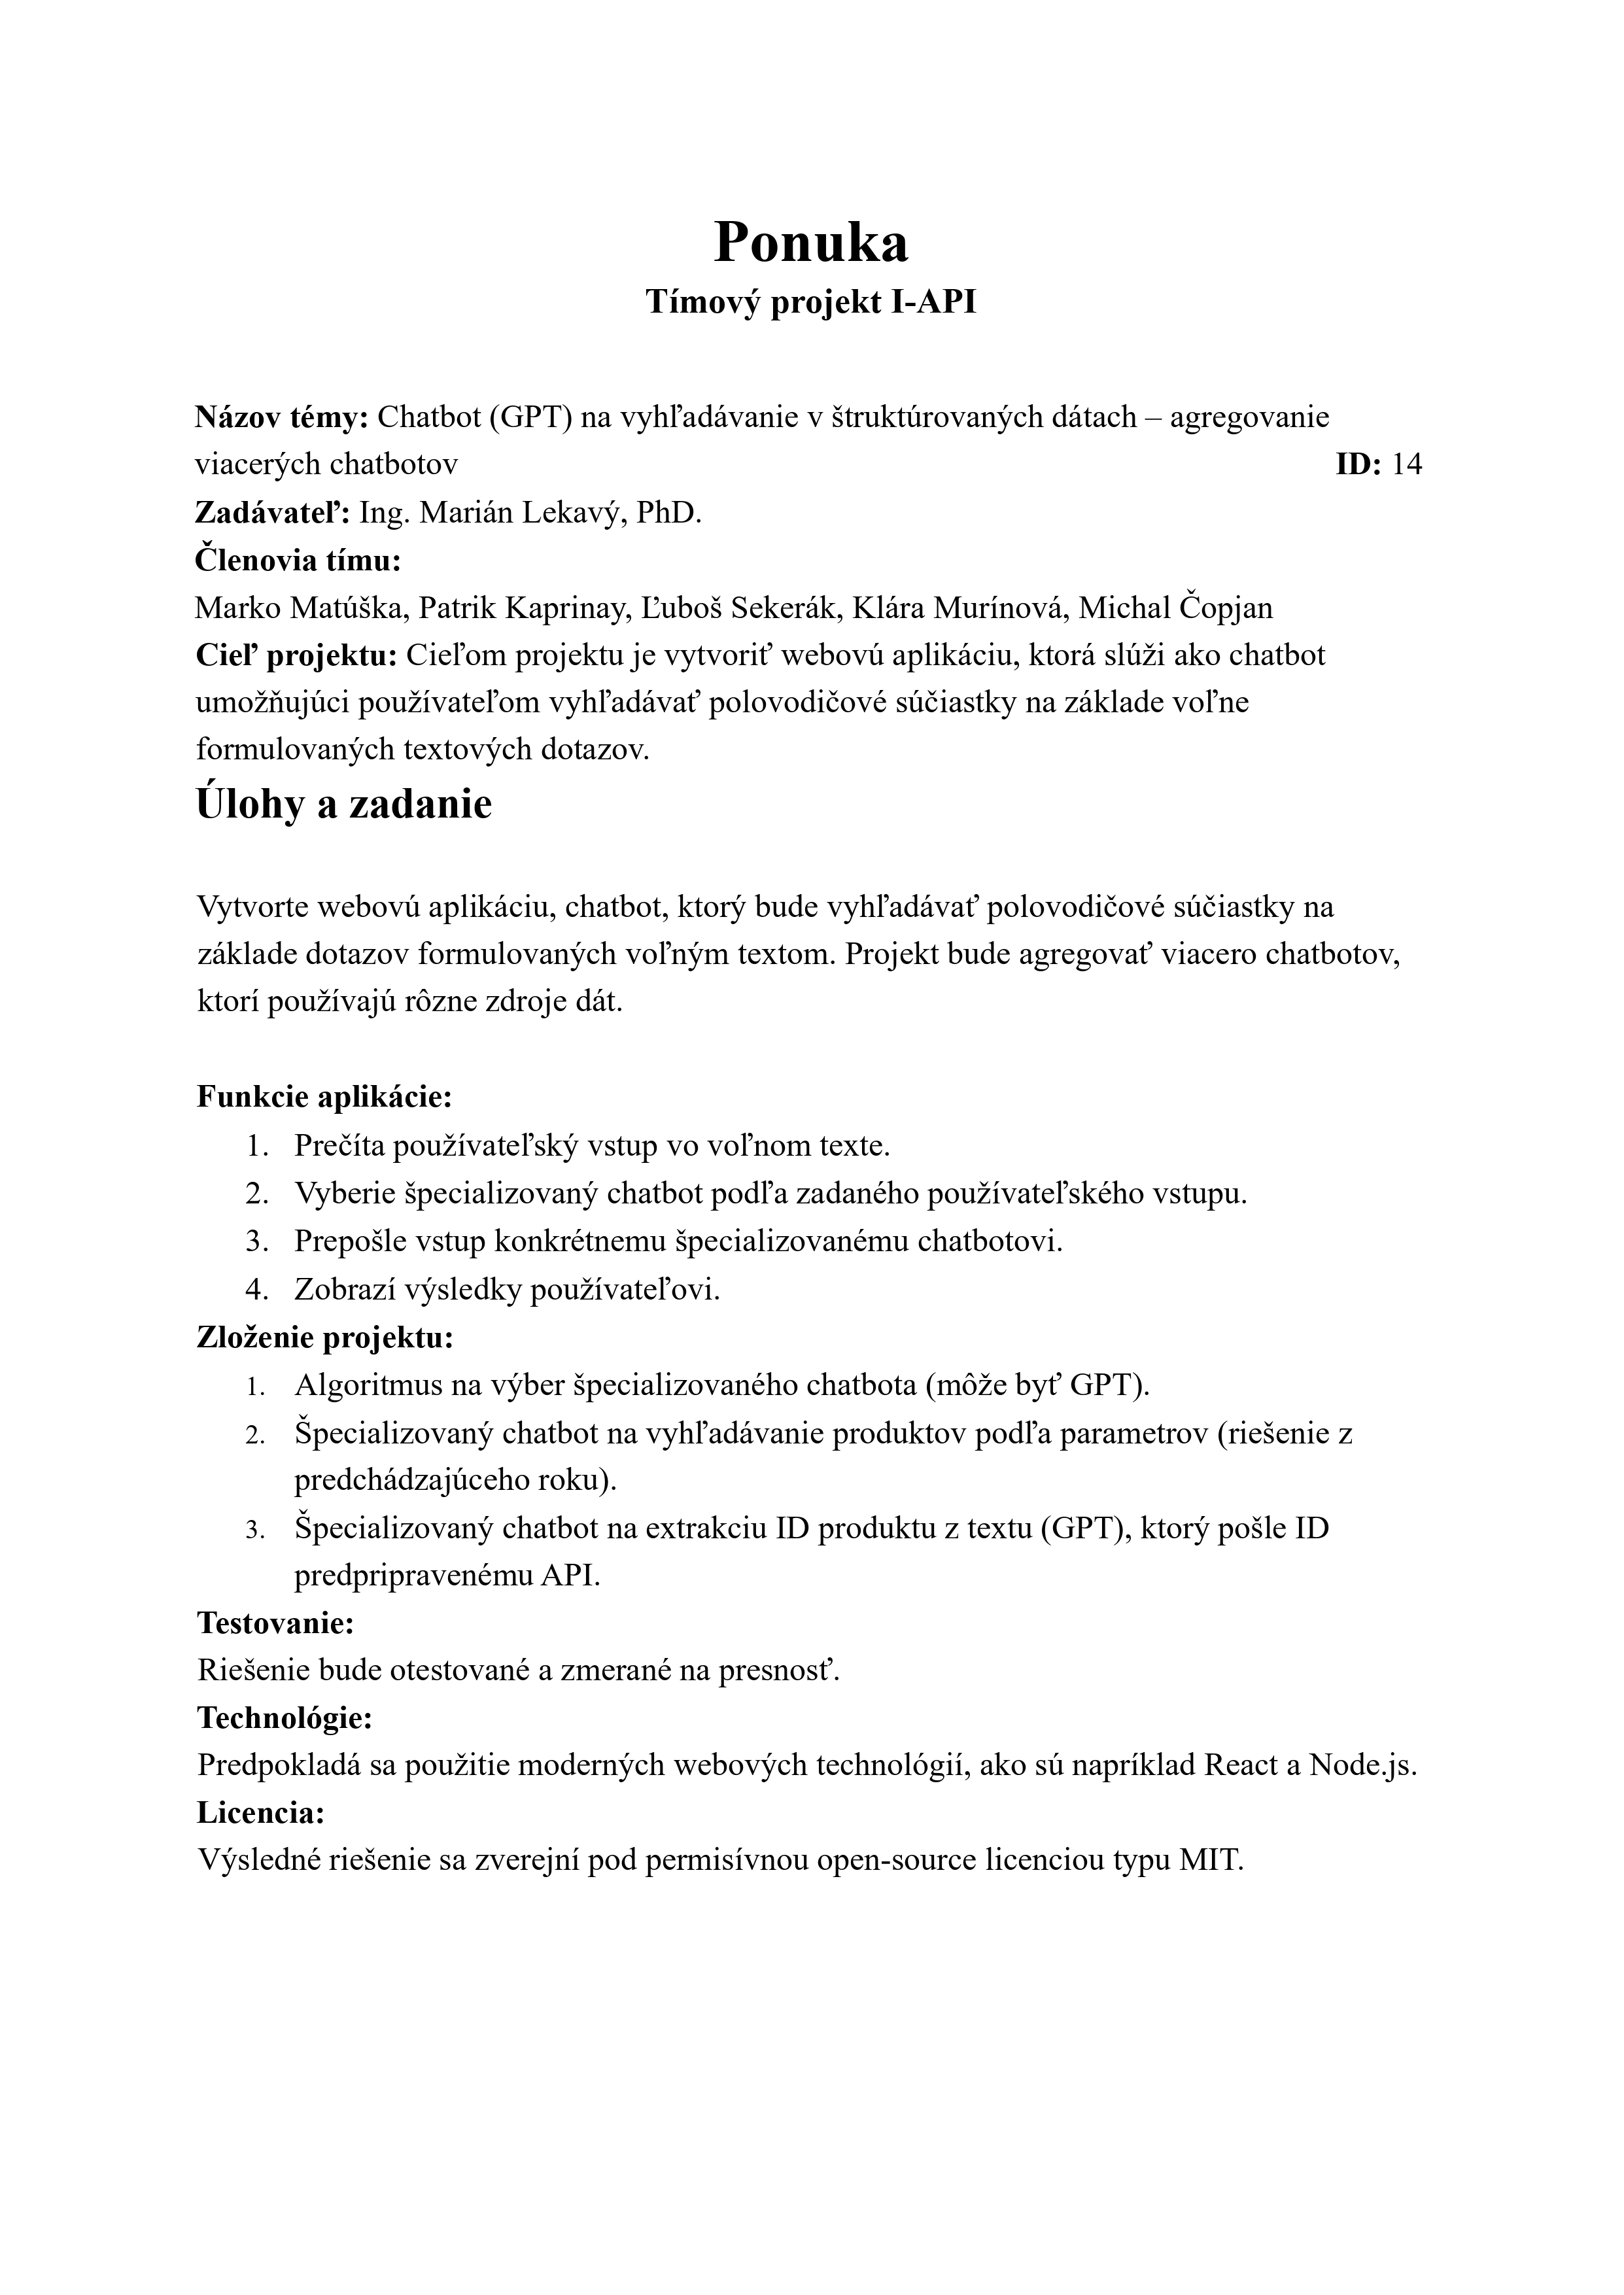 Ponuka
Tímový projekt I-API
Názov témy: Chatbot (GPT) na vyhľadávanie v štruktúrovaných dátach – agregovanie
viacerých chatbotov ID: 14
Zadávateľ: Ing. Marián Lekavý, PhD.
Členovia tímu:
Marko Matúška, Patrik Kaprinay, Ľuboš Sekerák, Klára Murínová, Michal Čopjan
Cieľ projektu: Cieľom projektu je vytvoriť webovú aplikáciu, ktorá slúži ako chatbot
umožňujúci používateľom vyhľadávať polovodičové súčiastky na základe voľne
formulovaných textových dotazov.
Úlohy a zadanie
Vytvorte webovú aplikáciu, chatbot, ktorý bude vyhľadávať polovodičové súčiastky na
základe dotazov formulovaných voľným textom. Projekt bude agregovať viacero chatbotov,
ktorí používajú rôzne zdroje dát.
Funkcie aplikácie:
1. Prečíta používateľský vstup vo voľnom texte.
2. Vyberie špecializovaný chatbot podľa zadaného používateľského vstupu.
3. Prepošle vstup konkrétnemu špecializovanému chatbotovi.
4. Zobrazí výsledky používateľovi.
Zloženie projektu:
1. Algoritmus na výber špecializovaného chatbota (môže byť GPT).
2. Špecializovaný chatbot na vyhľadávanie produktov podľa parametrov (riešenie z
predchádzajúceho roku).
3. Špecializovaný chatbot na extrakciu ID produktu z textu (GPT), ktorý pošle ID
predpripravenému API.
Testovanie:
Riešenie bude otestované a zmerané na presnosť.
Technológie:
Predpokladá sa použitie moderných webových technológií, ako sú napríklad React a Node.js.
Licencia:
Výsledné riešenie sa zverejní pod permisívnou open-source licenciou typu MIT.